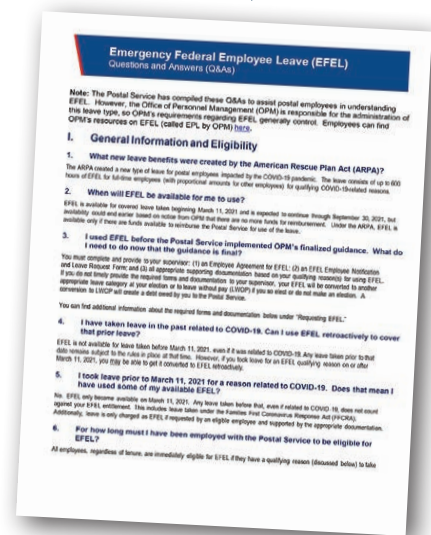 Emergency Federal Employee Leave (EFEL)
Questions and Answers (Q&As)
Note: The Postal Service has compiled these Q&As to assist postal employees in understanding
EFEL. However, the Office of Personnel Management (OPM) is responsible for the administration of
this leave type, so OPM's requirements regarding EFEL generally control. Employees can find
OPM's resources on EFEL (called EPL by OPM) here.
I. General Information and Eligibility
1. What new leave benefits were created by the American Rescue Plan Act (ARPA)?
The ARPA created a new type of leave for postal employees impacted by the COVID-19 pandemic. The leave consists of up to 600
hours of EFEL for full-time employees (with proportional amounts for other employees) for qualifying COVID-19-related reasons.
2. When will EFEL be available for me to use?
EFEL is available for covered leave taken beginning March 11, 2021 and is expected to continue through September 30, 2021, but
availability could end earlier based on notice from OPM that there are no more funds for reimbursement. Under the ARPA, EFEL is
available only if there are funds available to reimburse the Postal Service for use of the leave.
3. I used EFEL before the Postal Service implemented OPM's finalized guidance. What do
I need to do now that the guidance is final?
You must complete and provide to your supervisor: (1) an Employee Agreement for EFEL; (2) an EFEL Employee Notification
and Leave Request Form; and (3) all appropriate supporting documentation based on your qualifying reason(s) for using EFEL.
If you do not timely provide the required forms and documentation to your supervisor, your EFEL will be converted to another
appropriate leave category at your election or to leave without pay (LWOP) if you so elect or do not make an election. A
conversion to LWOP will create a debt owed by you to the Postal Service.
You can find additional information about the required forms and documentation below under "Requesting EFEL."
4. I have taken leave in the past related to COVID-19. Can I use EFEL retroactively to cover
that prior leave?
EFEL is not available for leave taken before March 11, 2021, even if it was related to COVID-19. Any leave taken prior to that
date remains subject to the rules in place at that time. However, if you took leave for an EFEL qualifying reason on or after
March 11, 2021, you may be able to get it converted to EFEL retroactively.
5. I took leave prior to March 11, 2021 for a reason related to COVID-19. Does that mean I
have used some of my available EFEL?
No. EFEL only became available on March 11, 2021. Any leave taken before that, even if related to COVID-19, does not count
against your EFEL entitlement. This includes leave taken under the Families First Coronavirus Response Act (FFCRA).
Additionally, leave is only charged as EFEL if requested by an eligible employee and supported by the appropriate documentation.
6. For how long must I have been employed with the Postal Service to be eligible for
EFEL?
All employees, regardless of tenure, are immediately eligible for EFEL if they have a qualifying reason (discussed below) to take